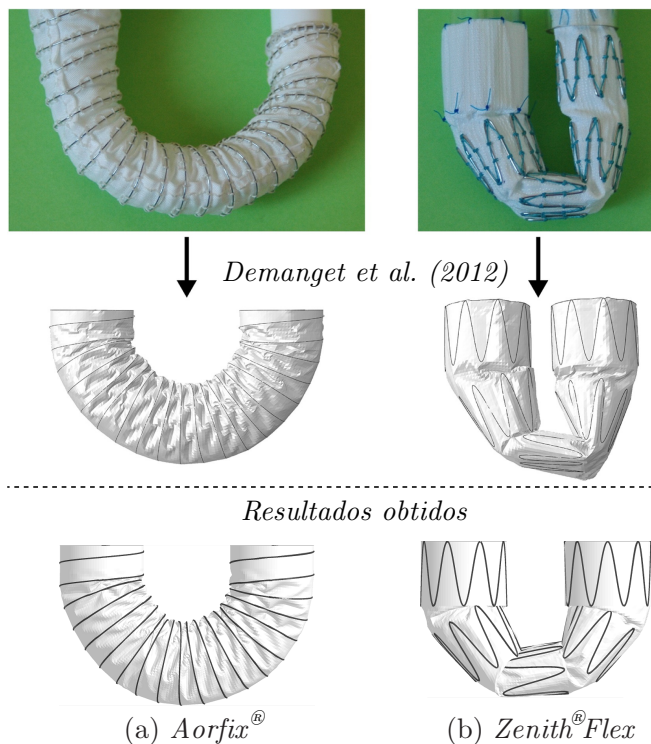 Demanget et al. (2012)
Resultados obtidos
(a) Aorfix®
(b) Zenith®Flex